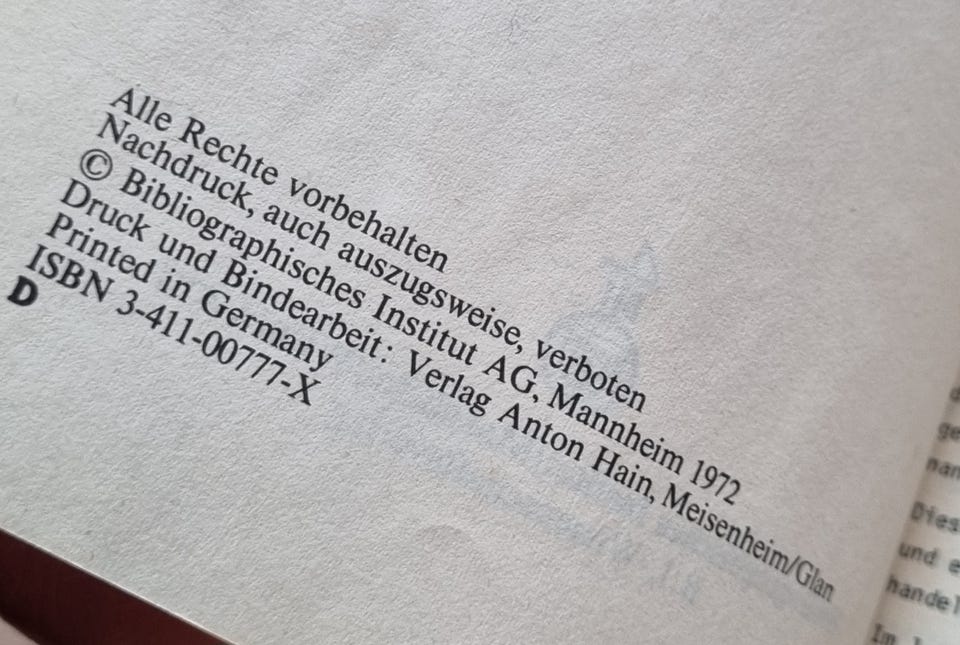 Alle Rechte vorbehalten
Nachdruck, auch auszugsweise, verboten
© Bibliographisches Institut AG, Mannheim 1972
Druck und Bindearbeit: Verlag Anton Hain, Meisenheim/Glan
Printed in Germany
ISBN 3-411-00777-X
D
und